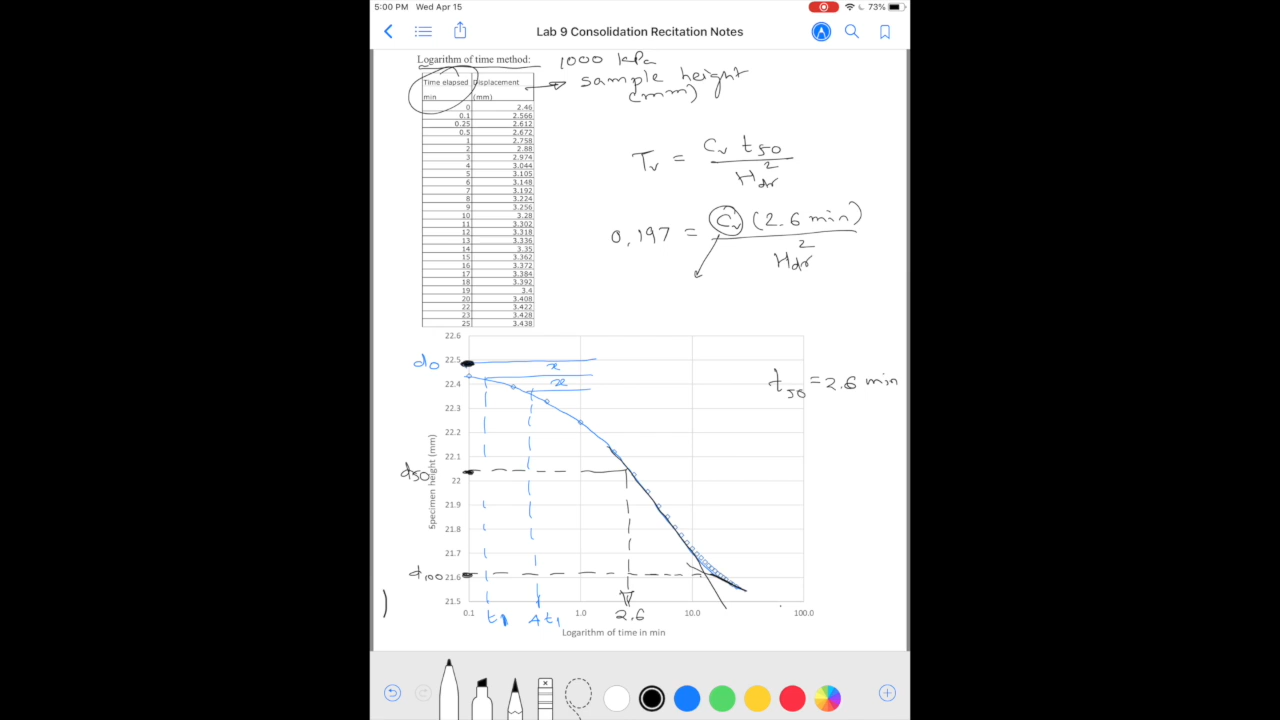 5:00 PM Wed Apr 15
73%
Lab 9 Consolidation Recitation Notes
Logarithm of time method: 1000 kPa
Time elapsed min Displacement (mm)
sample height (mm)
0 2.46
0.1 2.566
0.25 2.612
0.5 2.672
1 2.758
2 2.88
3 2.974
4 3.044
5 3.105
6 3.148
7 3.192
8 3.224
9 3.256
10 3.28
11 3.302
12 3.318
13 3.336
14 3.35
15 3.362
16 3.372
17 3.384
18 3.392
19 3.4
20 3.408
22 3.422
23 3.428
25 3.438
Tv = Cv t50 / Hdr²
0.197 = Cv (2.6 min) / Hdr²
22.6
22.5
22.4
22.3
22.2
22.1
22
21.9
21.8
21.7
21.6
21.5
Specimen height (mm)
d0
d50
d100
x
x
t50 = 2.6 min
0.1 1.0 10.0 100.0
t1 4t1 2.6
Logarithm of time in min